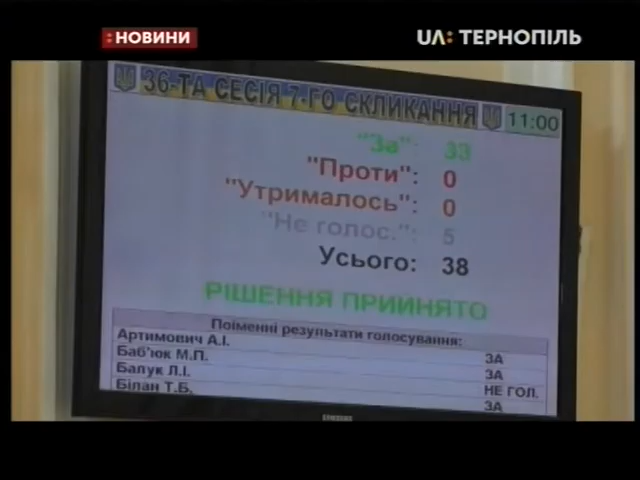 : НОВИНИ
UA: ТЕРНОПІЛЬ
36-ТА СЕСІЯ 7-ГО СКЛИКАННЯ
11:00
"За": 33
"Проти": 0
"Утрималось": 0
"Не голос.": 5
Усього: 38
РІШЕННЯ ПРИЙНЯТО
Поіменні результати голосування:
Артимович А.І. ЗА
Баб'юк М.П. ЗА
Балук Л.І. НЕ ГОЛ.
Білан Т.Б. ЗА
SAMSUNG